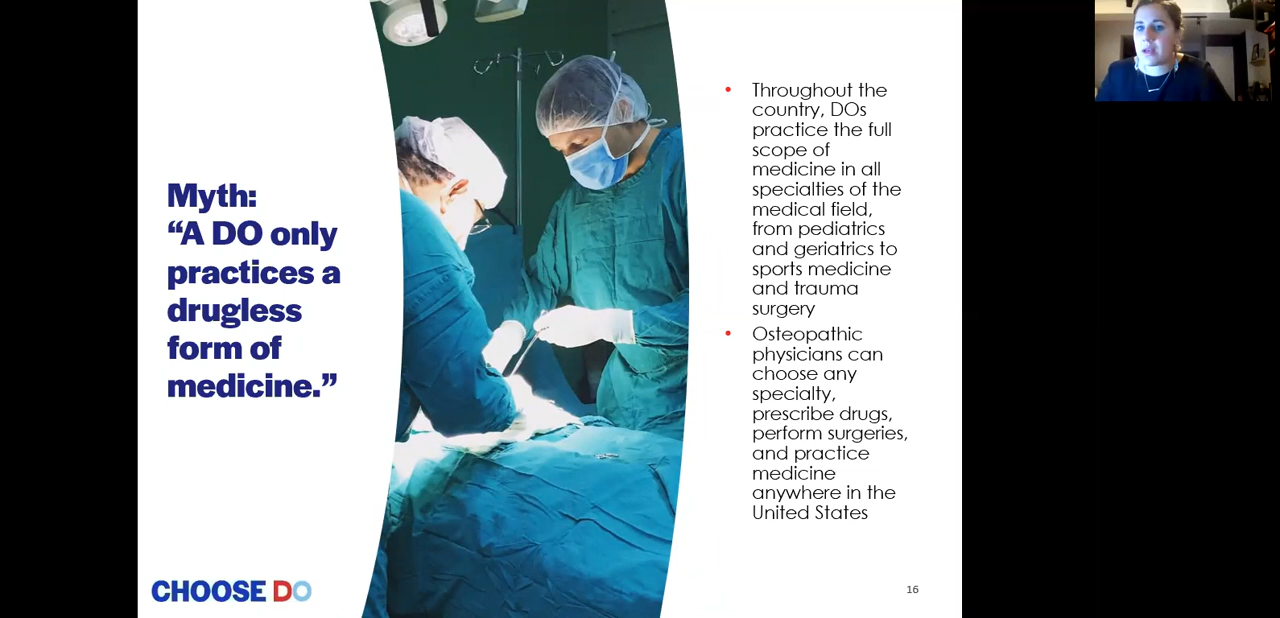 Myth:
“A DO only
practices a
drugless
form of
medicine.”
• Throughout the
country, DOs
practice the full
scope of
medicine in all
specialties of the
medical field,
from pediatrics
and geriatrics to
sports medicine
and trauma
surgery
• Osteopathic
physicians can
choose any
specialty,
prescribe drugs,
perform surgeries,
and practice
medicine
anywhere in the
United States
CHOOSE DO
16